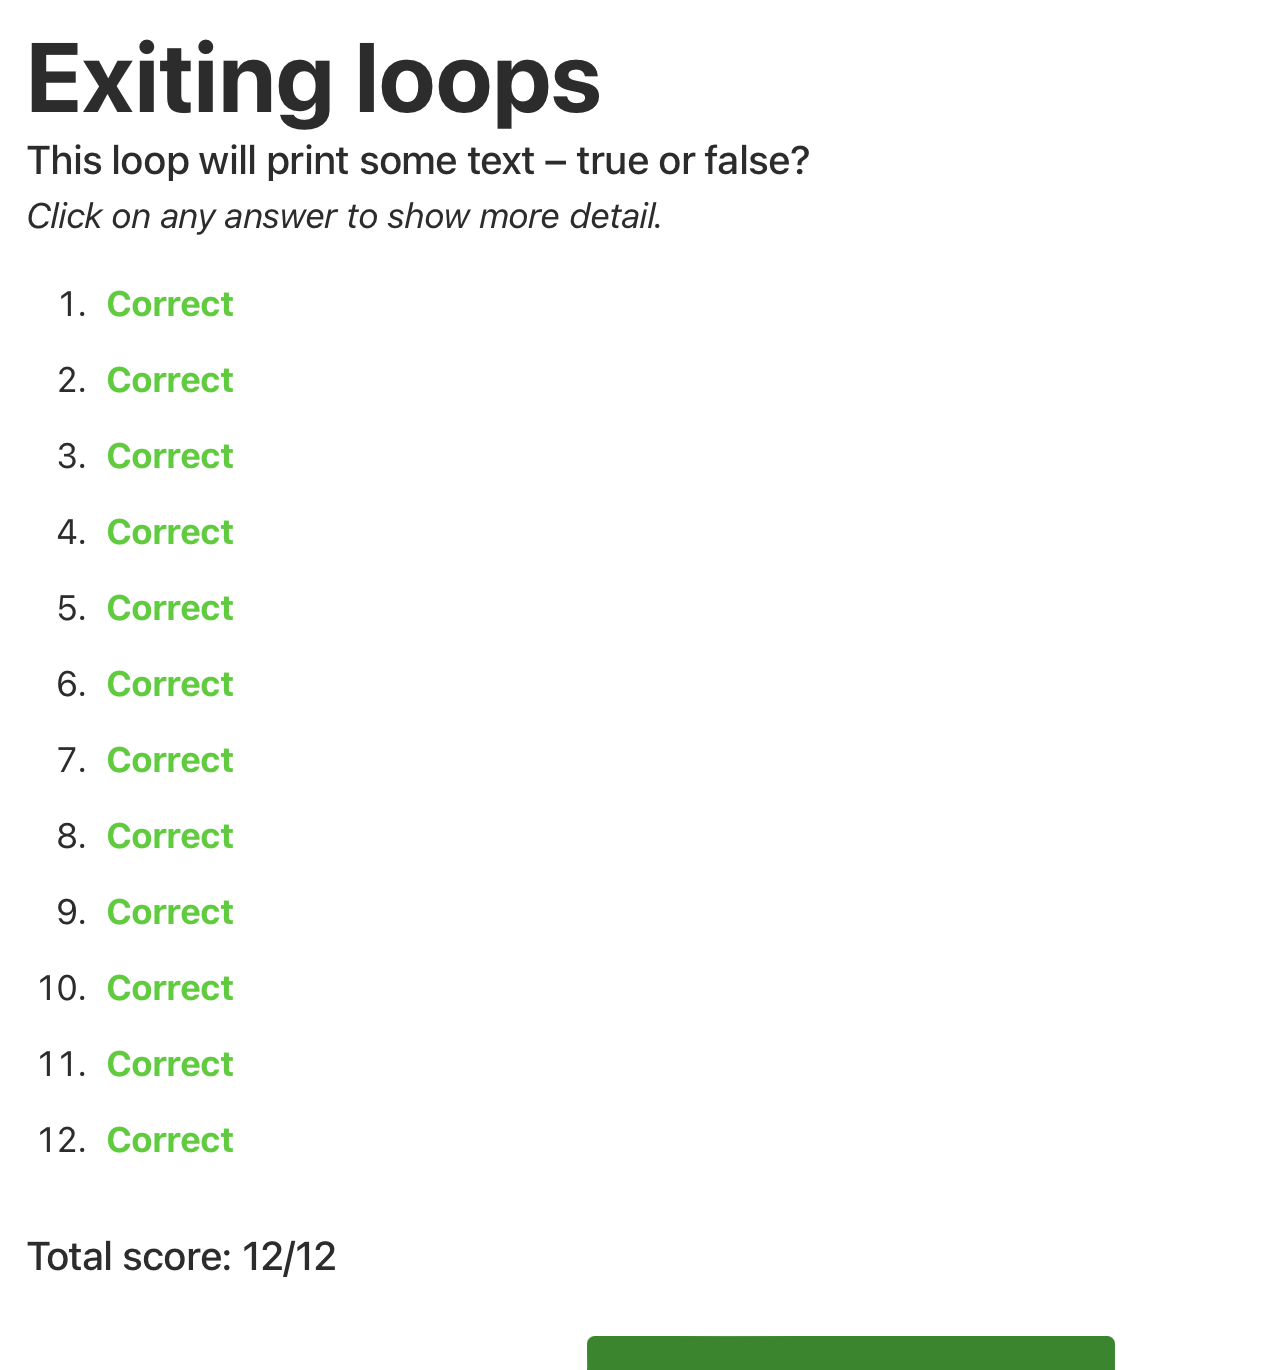 Exiting loops
This loop will print some text – true or false?
Click on any answer to show more detail.
1. Correct
2. Correct
3. Correct
4. Correct
5. Correct
6. Correct
7. Correct
8. Correct
9. Correct
10. Correct
11. Correct
12. Correct
Total score: 12/12